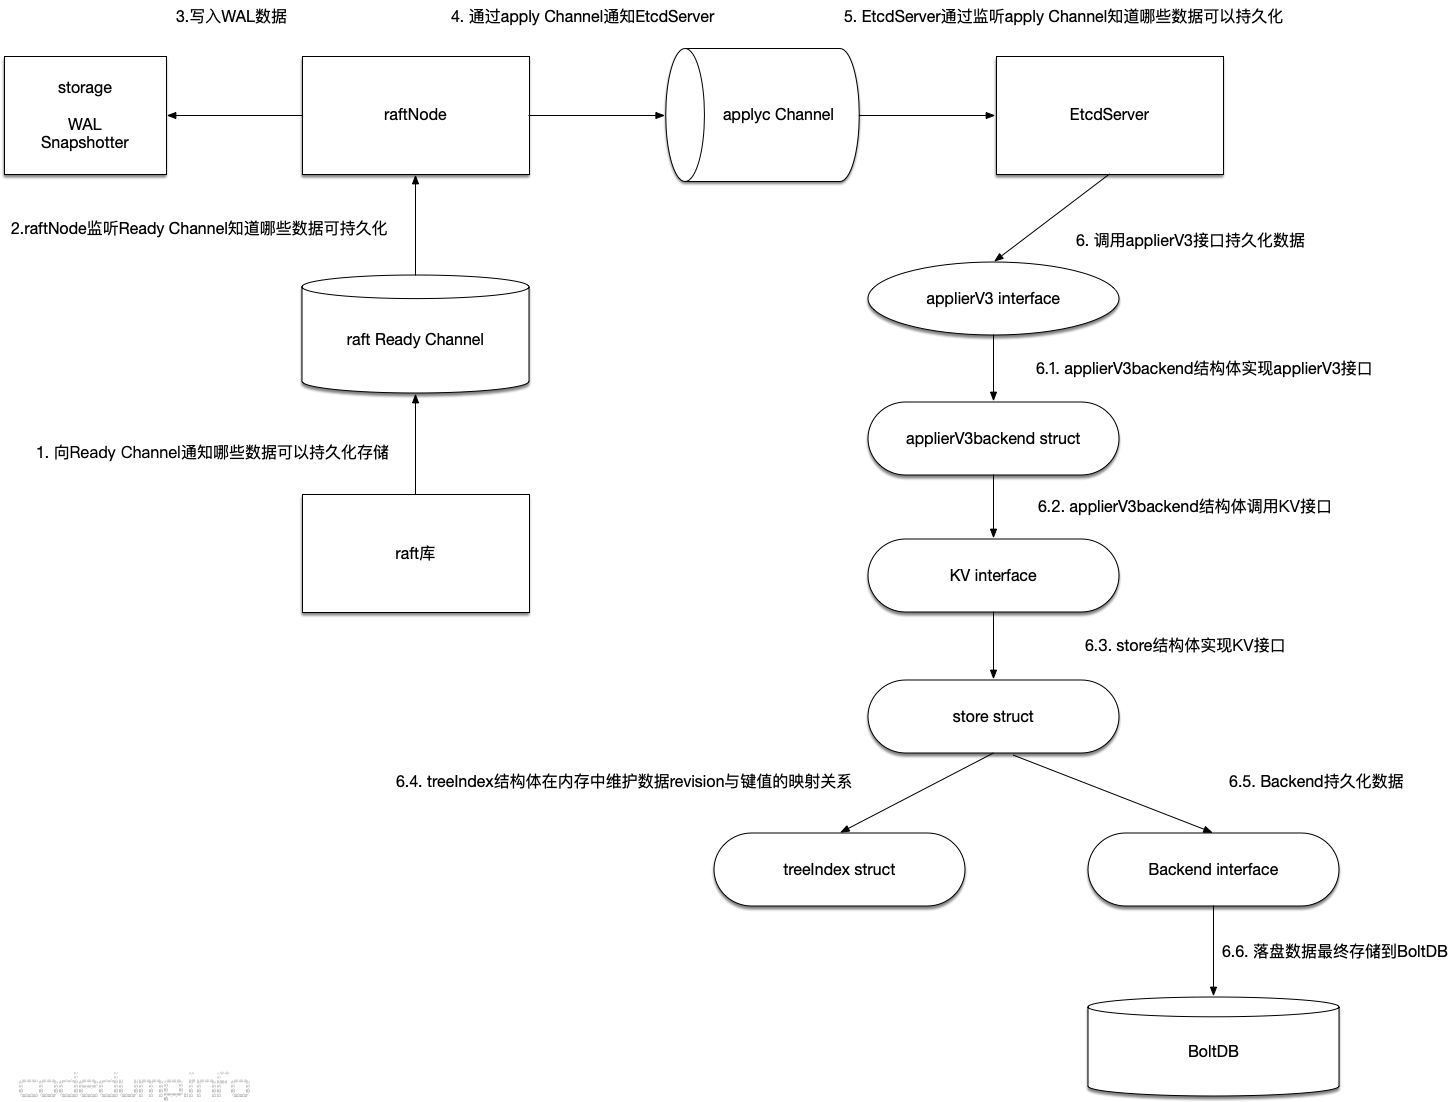 3.写入WAL数据
4. 通过apply Channel通知EtcdServer
5. EtcdServer通过监听apply Channel知道哪些数据可以持久化
storage
WAL
Snapshotter
raftNode
applyc Channel
EtcdServer
2.raftNode监听Ready Channel知道哪些数据可持久化
6. 调用applierV3接口持久化数据
applierV3 interface
raft Ready Channel
6.1. applierV3backend结构体实现applierV3接口
applierV3backend struct
1. 向Ready Channel通知哪些数据可以持久化存储
6.2. applierV3backend结构体调用KV接口
raft库
KV interface
6.3. store结构体实现KV接口
store struct
6.4. treeIndex结构体在内存中维护数据revision与键值的映射关系
6.5. Backend持久化数据
treeIndex struct
Backend interface
6.6. 落盘数据最终存储到BoltDB
BoltDB
codedump.info